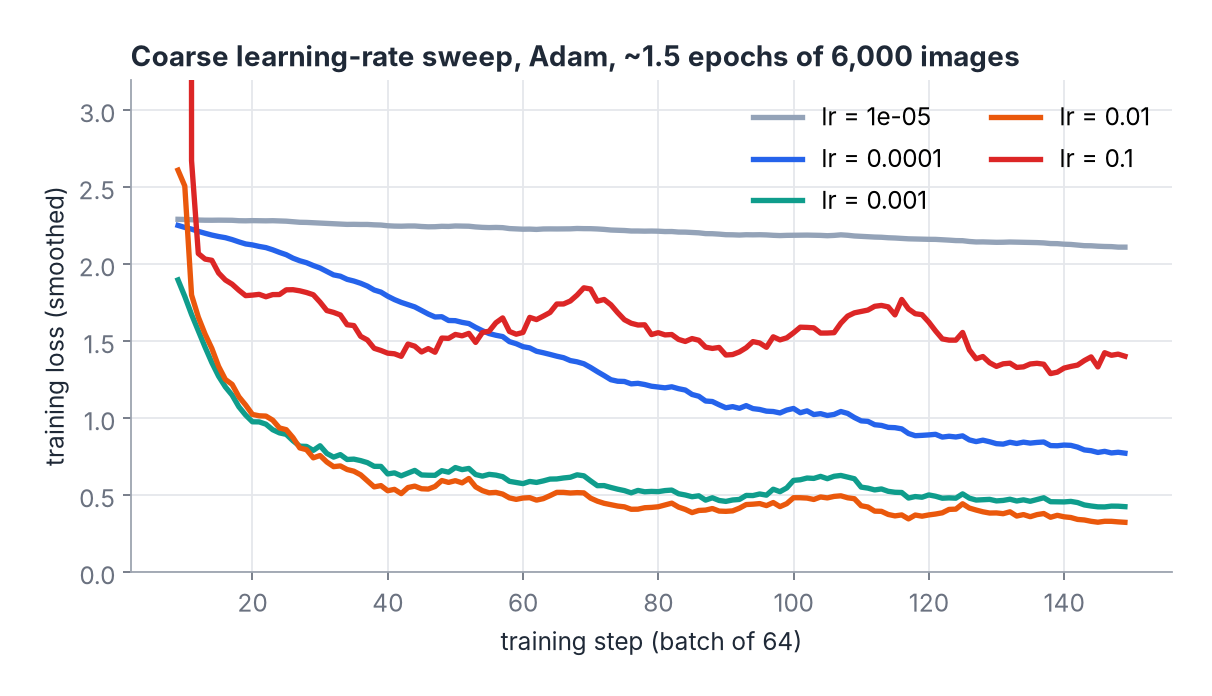 Coarse learning-rate sweep, Adam, ~1.5 epochs of 6,000 images
lr = 1e-05
lr = 0.0001
lr = 0.001
lr = 0.01
lr = 0.1
training loss (smoothed)
3.0
2.5
2.0
1.5
1.0
0.5
0.0
20 40 60 80 100 120 140
training step (batch of 64)